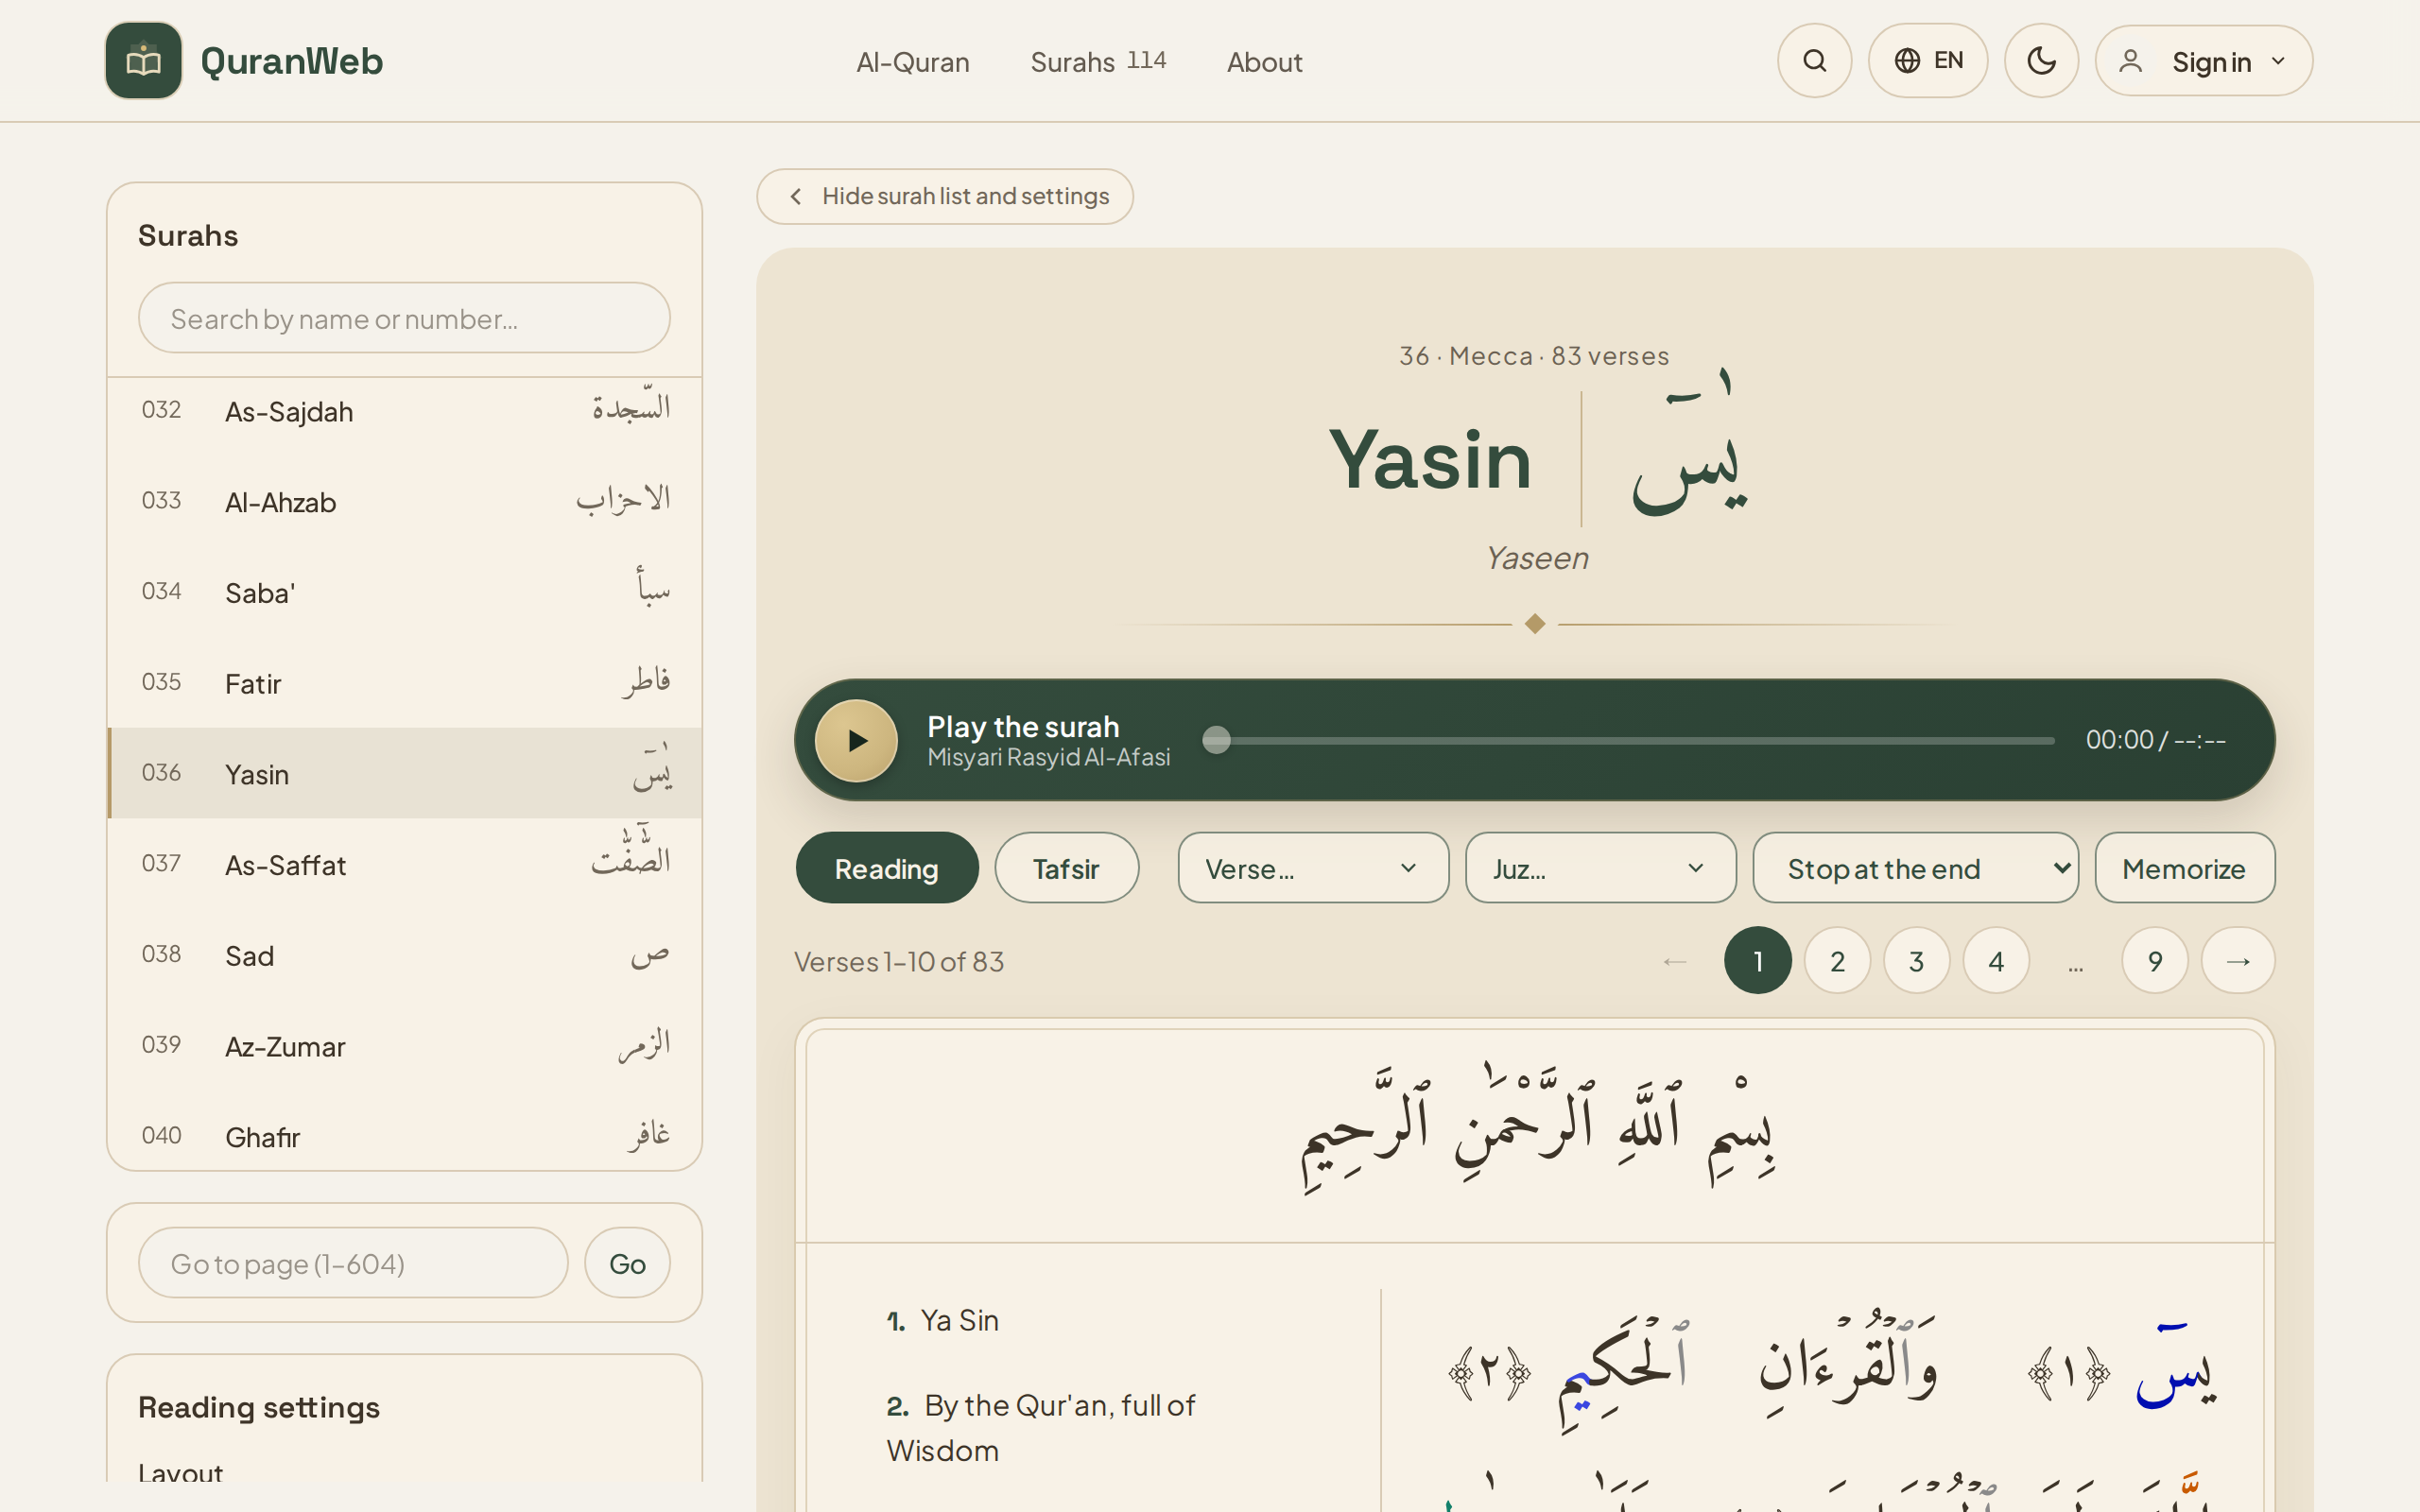 QuranWeb
Al-Quran
Surahs 114
About
EN
Sign in
Surahs
Search by name or number...
032 As-Sajdah السّجدة
033 Al-Ahzab الاحزاب
034 Saba' سبأ
035 Fatir فاطر
036 Yasin يٰسۤ
037 As-Saffat الصّٰۤفّٰت
038 Sad ص
039 Az-Zumar الزمر
040 Ghafir غافر
Go to page (1-604)
Go
Reading settings
Layout
Hide surah list and settings
36 · Mecca · 83 verses
Yasin يٰسۤ
Yaseen
Play the surah
Misyari Rasyid Al-Afasi
00:00 / --:--
Reading
Tafsir
Verse...
Juz...
Stop at the end
Memorize
Verses 1-10 of 83
← 1 2 3 4 ... 9 →
بِسْمِ ٱللَّهِ ٱلرَّحْمَٰنِ ٱلرَّحِيمِ
1. Ya Sin
2. By the Qur'an, full of
Wisdom
يسٓ ﴿١﴾ وَٱلْقُرْءَانِ ٱلْحَكِيمِ ﴿٢﴾